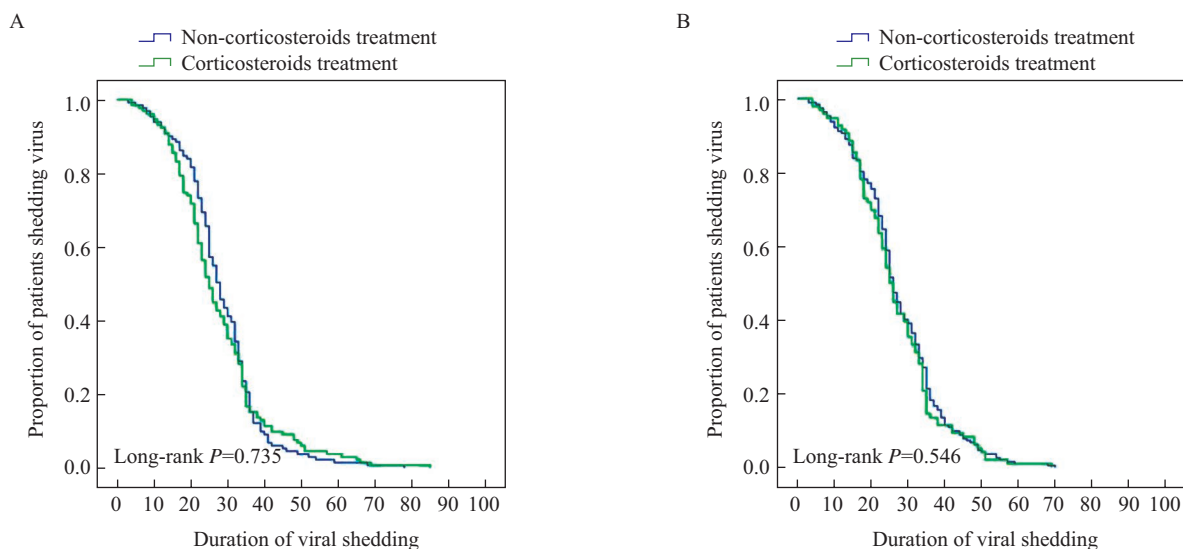 A
Non-corticosteroids treatment
Corticosteroids treatment
Proportion of patients shedding virus
1.0
0.8
0.6
0.4
0.2
0.0
Long-rank P=0.735
0 10 20 30 40 50 60 70 80 90 100
Duration of viral shedding
B
Non-corticosteroids treatment
Corticosteroids treatment
Proportion of patients shedding virus
1.0
0.8
0.6
0.4
0.2
0.0
Long-rank P=0.546
0 10 20 30 40 50 60 70 80 90 100
Duration of viral shedding